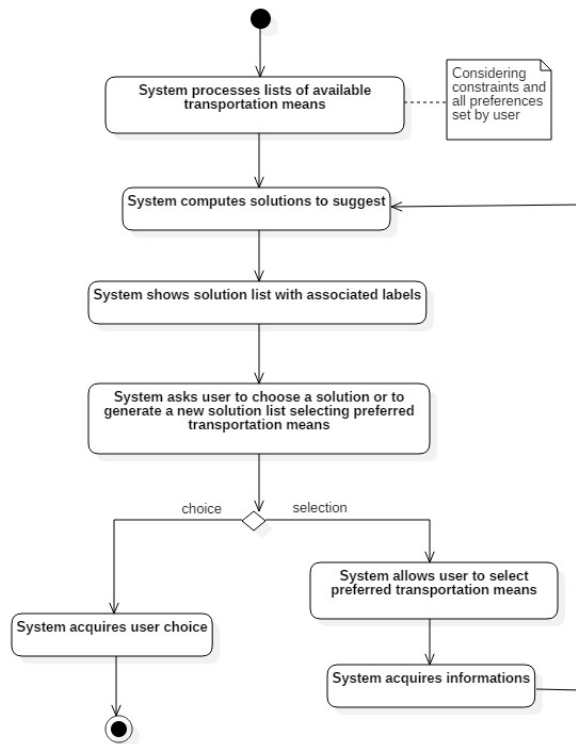 System processes lists of available
transportation means
Considering
constraints and
all preferences
set by user
System computes solutions to suggest
System shows solution list with associated labels
System asks user to choose a solution or to
generate a new solution list selecting preferred
transportation means
choice
selection
System allows user to select
preferred transportation means
System acquires user choice
System acquires informations